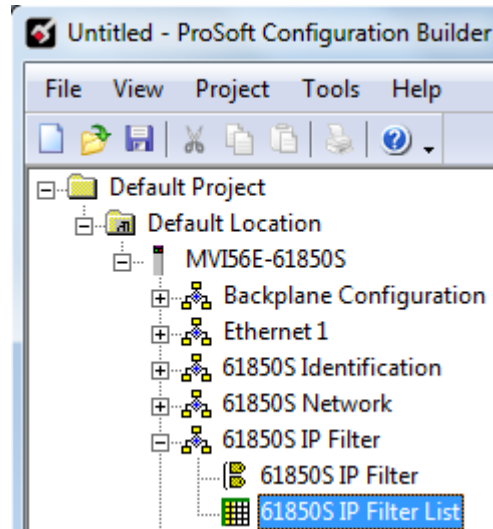 Untitled - ProSoft Configuration Builder
File View Project Tools Help
Default Project
Default Location
MVI56E-61850S
Backplane Configuration
Ethernet 1
61850S Identification
61850S Network
61850S IP Filter
61850S IP Filter
61850S IP Filter List